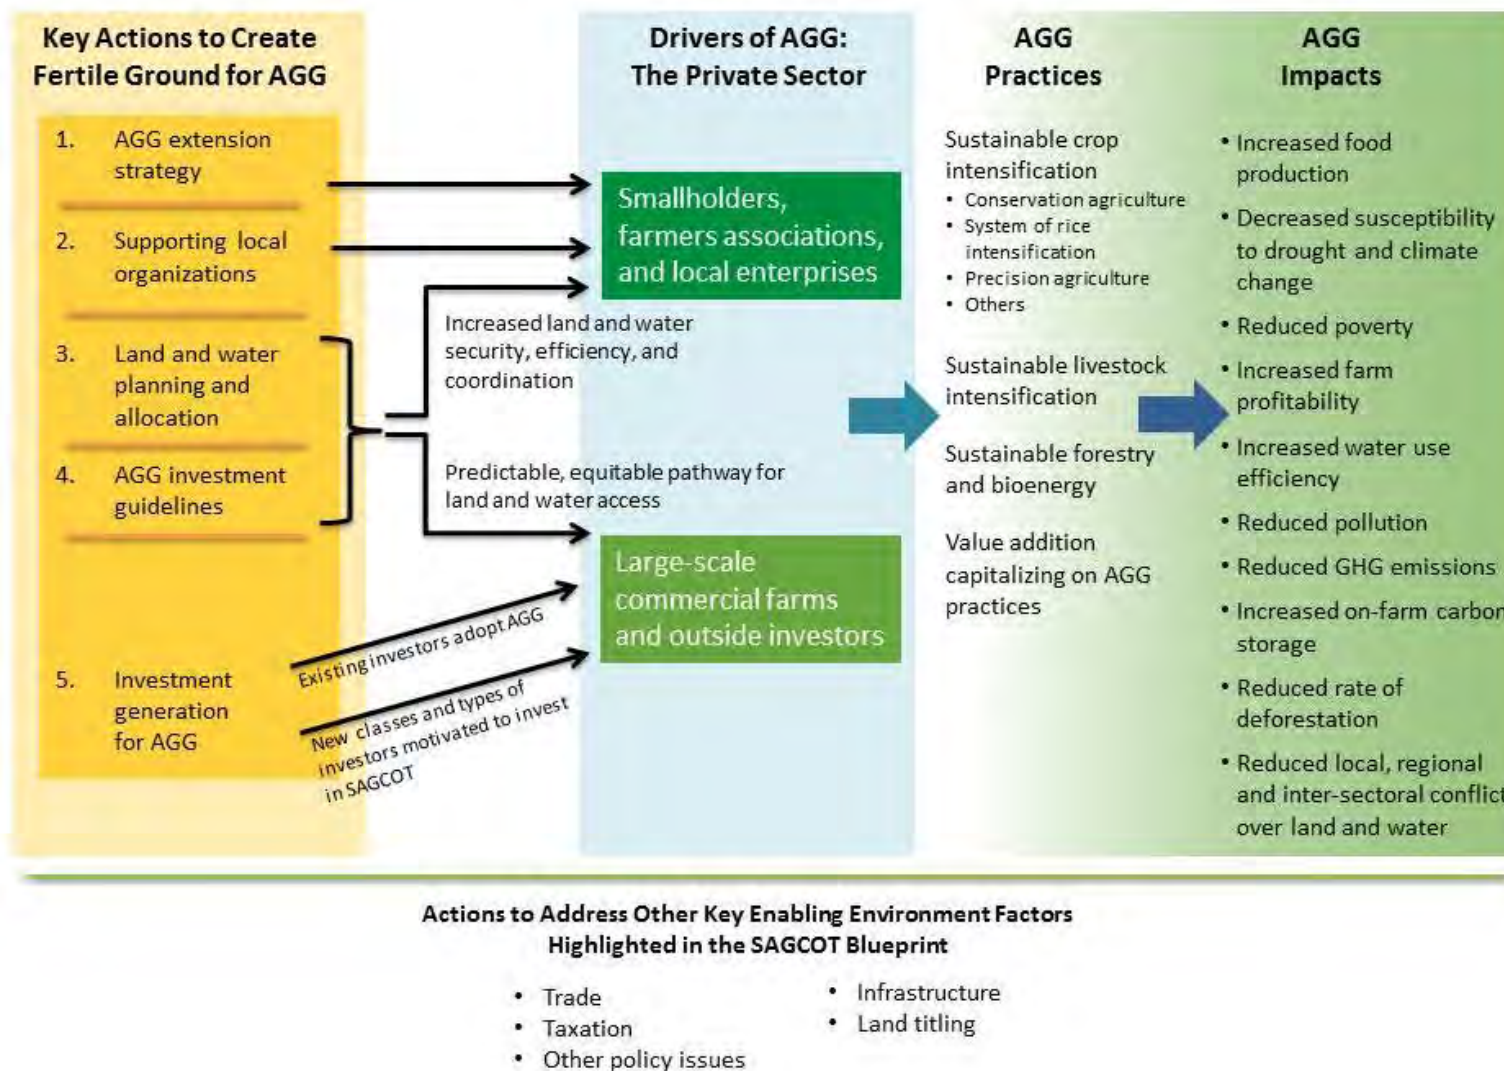 Key Actions to Create
Fertile Ground for AGG
1. AGG extension
strategy
2. Supporting local
organizations
3. Land and water
planning and
allocation
4. AGG investment
guidelines
5. Investment
generation
for AGG
Increased land and water
security, efficiency, and
coordination
Predictable, equitable pathway for
land and water access
Existing investors adopt AGG
New classes and types of
investors motivated to invest
in SAGCOT
Drivers of AGG:
The Private Sector
Smallholders,
farmers associations,
and local enterprises
Large-scale
commercial farms
and outside investors
AGG
Practices
Sustainable crop
intensification
• Conservation agriculture
• System of rice
intensification
• Precision agriculture
• Others
Sustainable livestock
intensification
Sustainable forestry
and bioenergy
Value addition
capitalizing on AGG
practices
AGG
Impacts
• Increased food
production
• Decreased susceptibility
to drought and climate
change
• Reduced poverty
• Increased farm
profitability
• Increased water use
efficiency
• Reduced pollution
• Reduced GHG emissions
• Increased on-farm carbon
storage
• Reduced rate of
deforestation
• Reduced local, regional
and inter-sectoral conflict
over land and water
Actions to Address Other Key Enabling Environment Factors
Highlighted in the SAGCOT Blueprint
• Trade
• Taxation
• Other policy issues
• Infrastructure
• Land titling